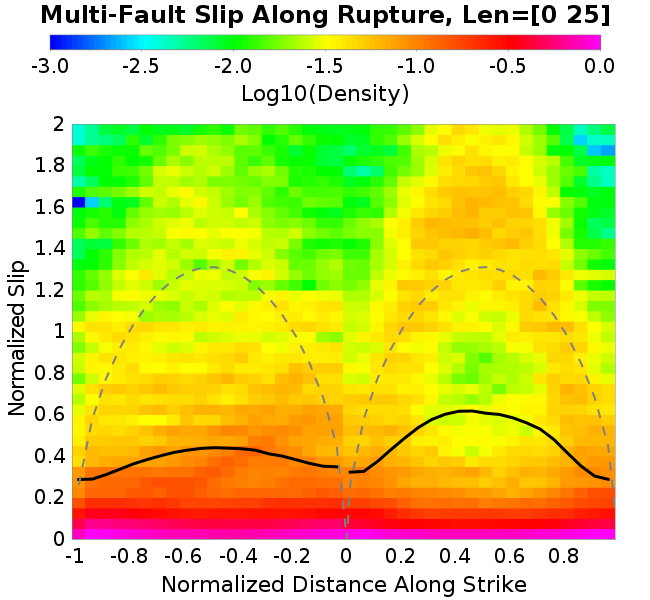 Multi-Fault Slip Along Rupture, Len=[0 25]
-3.0 -2.5 -2.0 -1.5 -1.0 -0.5 0.0
Log10(Density)
2
1.8
1.6
1.4
1.2
1
0.8
0.6
0.4
0.2
0
Normalized Slip
-1 -0.8 -0.6 -0.4 -0.2 0 0.2 0.4 0.6 0.8
Normalized Distance Along Strike